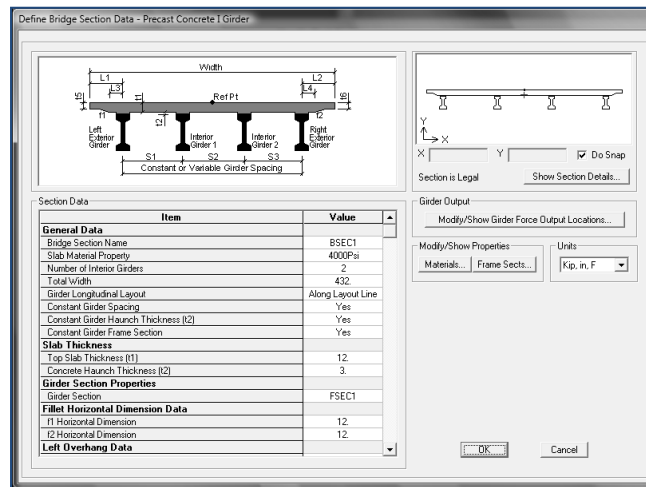 Define Bridge Section Data - Precast Concrete I Girder
Width
L1
L2
L3
L4
Ref Pt
t5
t1
t6
f1
t2
f2
Left Exterior Girder
Interior Girder 1
Interior Girder 2
Right Exterior Girder
S1
S2
S3
Constant or Variable Girder Spacing
Y
X
X
Y
Do Snap
Section is Legal
Show Section Details...
Section Data
Item Value
General Data
Bridge Section Name BSEC1
Slab Material Property 4000Psi
Number of Interior Girders 2
Total Width 432.
Girder Longitudinal Layout Along Layout Line
Constant Girder Spacing Yes
Constant Girder Haunch Thickness (t2) Yes
Constant Girder Frame Section Yes
Slab Thickness
Top Slab Thickness (t1) 12.
Concrete Haunch Thickness (t2) 3.
Girder Section Properties
Girder Section FSEC1
Fillet Horizontal Dimension Data
f1 Horizontal Dimension 12.
f2 Horizontal Dimension 12.
Left Overhang Data
Girder Output
Modify/Show Girder Force Output Locations...
Modify/Show Properties
Materials... Frame Sects...
Units
Kip, in, F
OK
Cancel